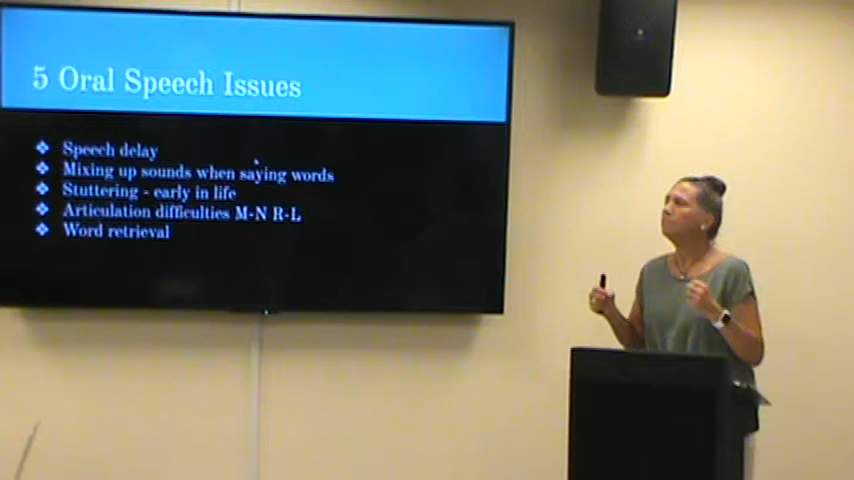 5 Oral Speech Issues
❖ Speech delay
❖ Mixing up sounds when saying words
❖ Stuttering - early in life
❖ Articulation difficulties M-N R-L
❖ Word retrieval